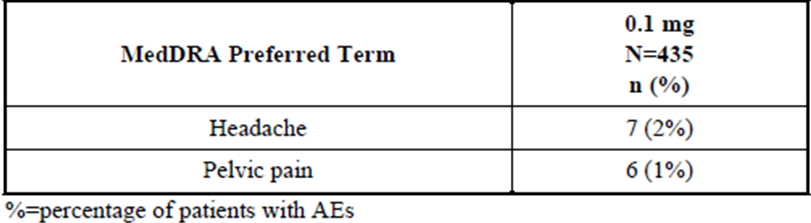 MedDRA Preferred Term
0.1 mg
N=435
n (%)
Headache
7 (2%)
Pelvic pain
6 (1%)
%=percentage of patients with AEs